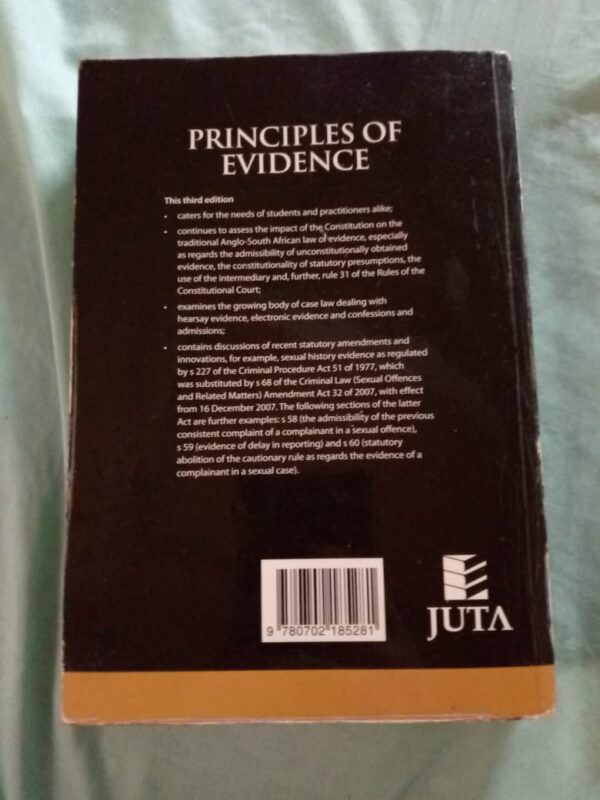 PRINCIPLES OF
EVIDENCE
This third edition
• caters for the needs of students and practitioners alike;
• continues to assess the impact of the Constitution on the
traditional Anglo-South African law of evidence, especially
as regards the admissibility of unconstitutionally obtained
evidence, the constitutionality of statutory presumptions, the
use of the intermediary and, further, rule 31 of the Rules of the
Constitutional Court;
• examines the growing body of case law dealing with
hearsay evidence, electronic evidence and confessions and
admissions;
• contains discussions of recent statutory amendments and
innovations, for example, sexual history evidence as regulated
by s 227 of the Criminal Procedure Act 51 of 1977, which
was substituted by s 68 of the Criminal Law (Sexual Offences
and Related Matters) Amendment Act 32 of 2007, with effect
from 16 December 2007. The following sections of the latter
Act are further examples: s 58 (the admissibility of the previous
consistent complaint of a complainant in a sexual offence),
s 59 (evidence of delay in reporting) and s 60 (statutory
abolition of the cautionary rule as regards the evidence of a
complainant in a sexual case).
9 780702 185281
JUTA